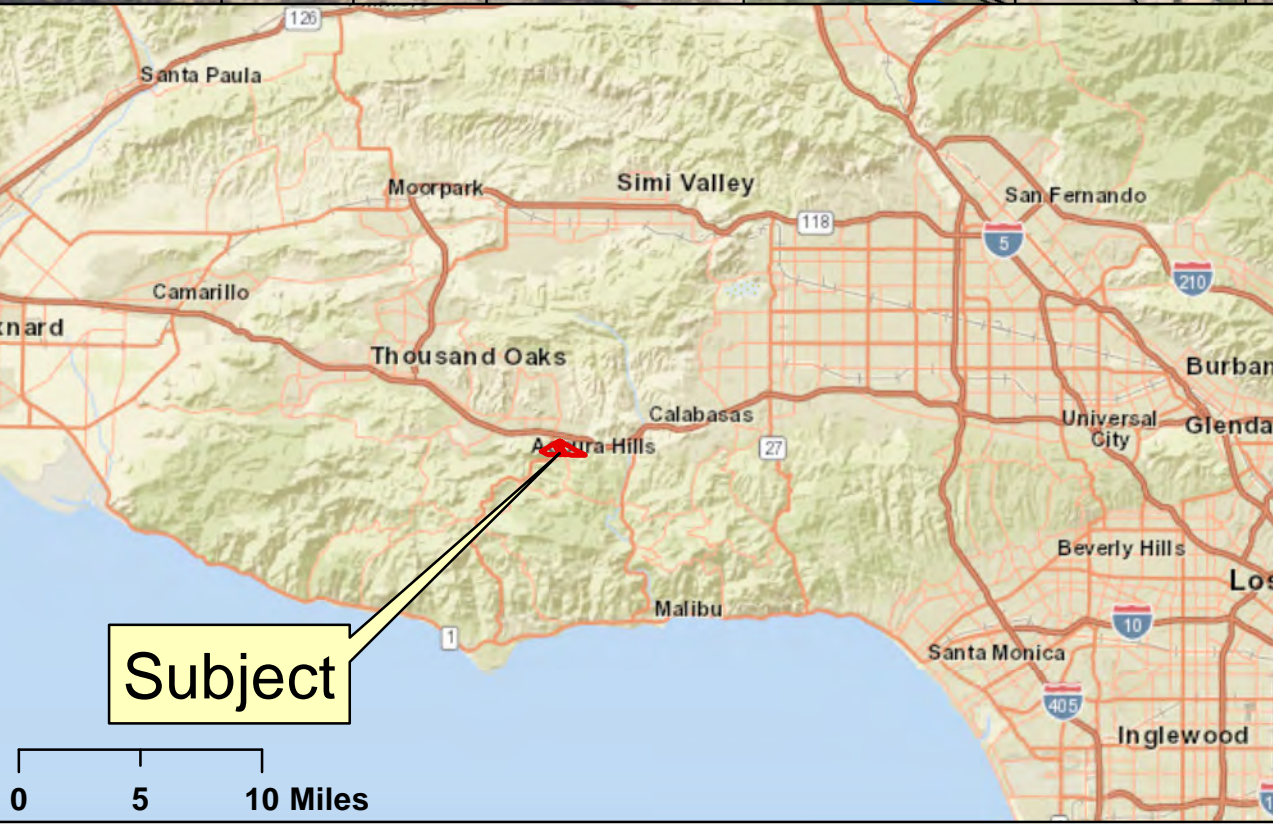 126
Santa Paula
Moorpark
Simi Valley
San Fernando
118
5
210
Camarillo
xnard
Thousand Oaks
Burban
Calabasas
Universal
City
Glenda
ura Hills
27
Beverly Hills
Los
Malibu
10
1
Santa Monica
Subject
405
Inglewood
0 5 10 Miles